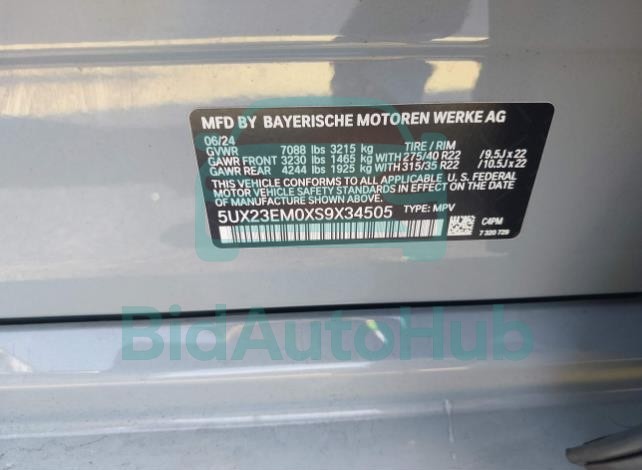 MFD BY BAYERISCHE MOTOREN WERKE AG
06/24 TIRE / RIM
GVWR 7088 lbs 3215 kg
GAWR FRONT 3230 lbs 1465 kg WITH 275/40 R22 / 9.5J x 22
GAWR REAR 4244 lbs 1925 kg WITH 315/35 R22 / 10.5J x 22
THIS VEHICLE CONFORMS TO ALL APPLICABLE U.S. FEDERAL
MOTOR VEHICLE SAFETY STANDARDS IN EFFECT ON THE DATE
OF MANUFACTURE SHOWN ABOVE.
5UX23EM0XS9X34505 TYPE: MPV
C4PM
7 320 729
BidAutoHub